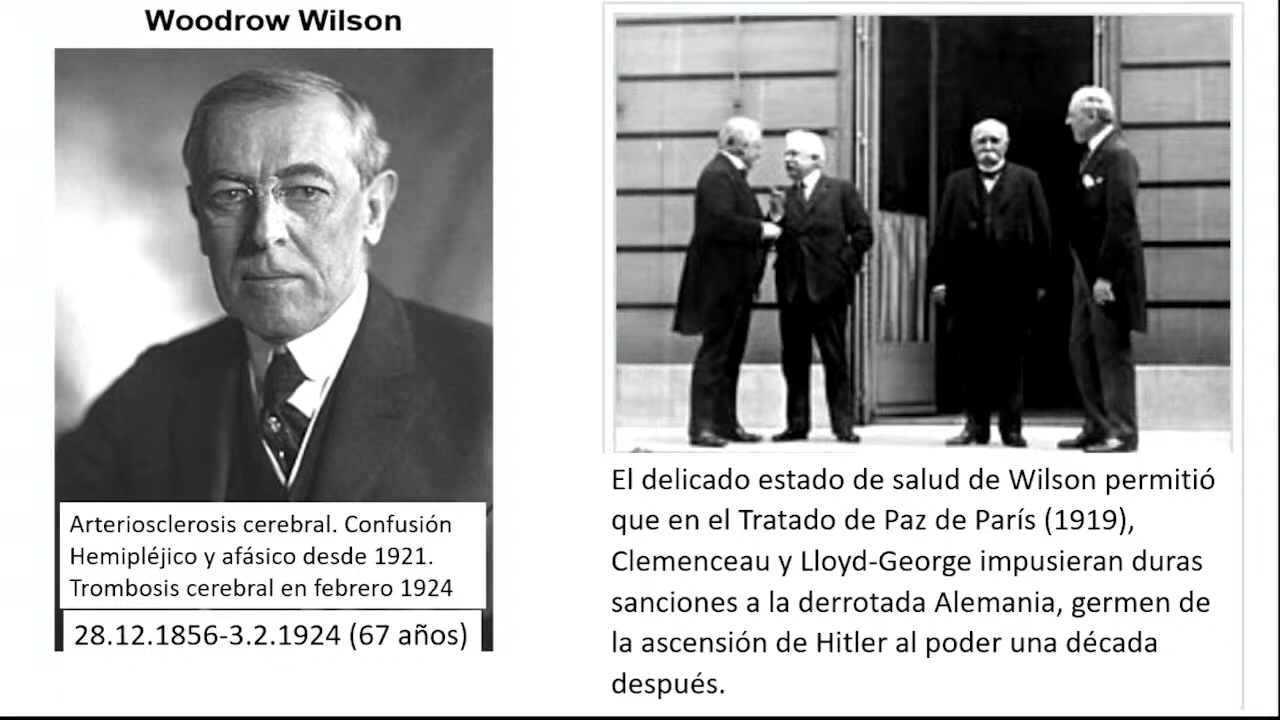 Woodrow Wilson
Arteriosclerosis cerebral. Confusión
Hemipléjico y afásico desde 1921.
Trombosis cerebral en febrero 1924
28.12.1856-3.2.1924 (67 años)
El delicado estado de salud de Wilson permitió
que en el Tratado de Paz de París (1919),
Clemenceau y Lloyd-George impusieran duras
sanciones a la derrotada Alemania, germen de
la ascensión de Hitler al poder una década
después.